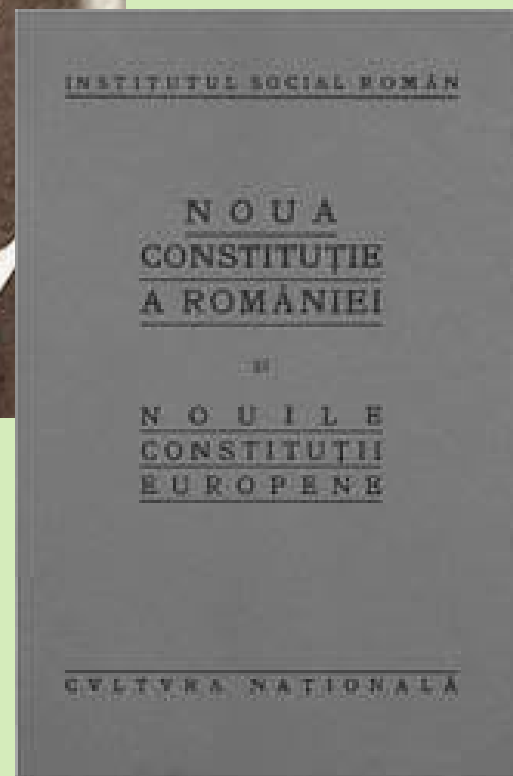 INSTITUTUL SOCIAL ROMÂN
NOUA
CONSTITUȚIE
A ROMÂNIEI
ȘI
NOUILE
CONSTITUȚII
EUROPENE
CVLTVRA NAȚIONALĂ